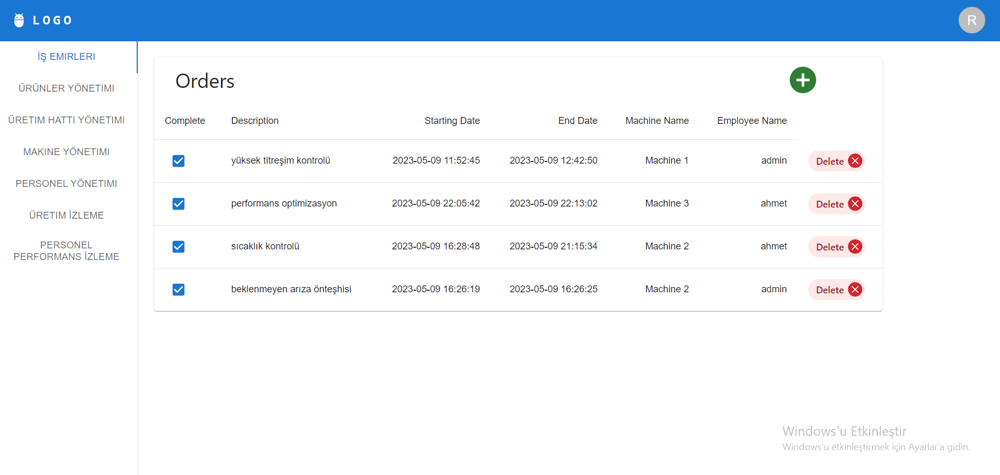 LOGO
R
İŞ EMIRLERI
ÜRÜNLER YÖNETIMI
ÜRETIM HATTI YÖNETIMI
MAKINE YÖNETIMI
PERSONEL YÖNETIMI
ÜRETIM İZLEME
PERSONEL
PERFORMANS İZLEME
Orders
Complete Description Starting Date End Date Machine Name Employee Name
yüksek titreşim kontrolü 2023-05-09 11:52:45 2023-05-09 12:42:50 Machine 1 admin Delete
performans optimizasyon 2023-05-09 22:05:42 2023-05-09 22:13:02 Machine 3 ahmet Delete
sıcaklık kontrolü 2023-05-09 16:28:48 2023-05-09 21:15:34 Machine 2 ahmet Delete
beklenmeyen arıza önteşhisi 2023-05-09 16:26:19 2023-05-09 16:26:25 Machine 2 admin Delete
Windows'u Etkinleştir
Windows'u etkinleştirmek için Ayarlar'a gidin.